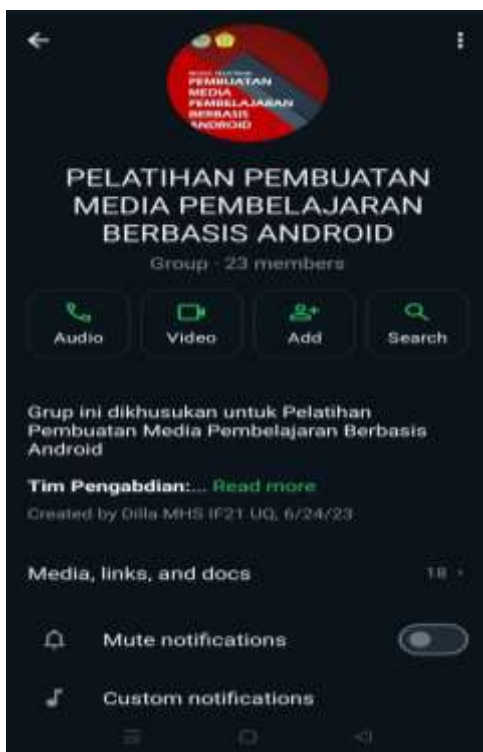 PEMBUATAN
MEDIA
PEMBELAJARAN
BERBASIS
ANDROID
PELATIHAN PEMBUATAN
MEDIA PEMBELAJARAN
BERBASIS ANDROID
Group · 23 members
Audio
Video
Add
Search
Grup ini dikhusukan untuk Pelatihan
Pembuatan Media Pembelajaran Berbasis
Android
Tim Pengabdian:... Read more
Created by Dilla MHS IF21 UQ, 6/24/23
Media, links, and docs
18 ›
Mute notifications
Custom notifications